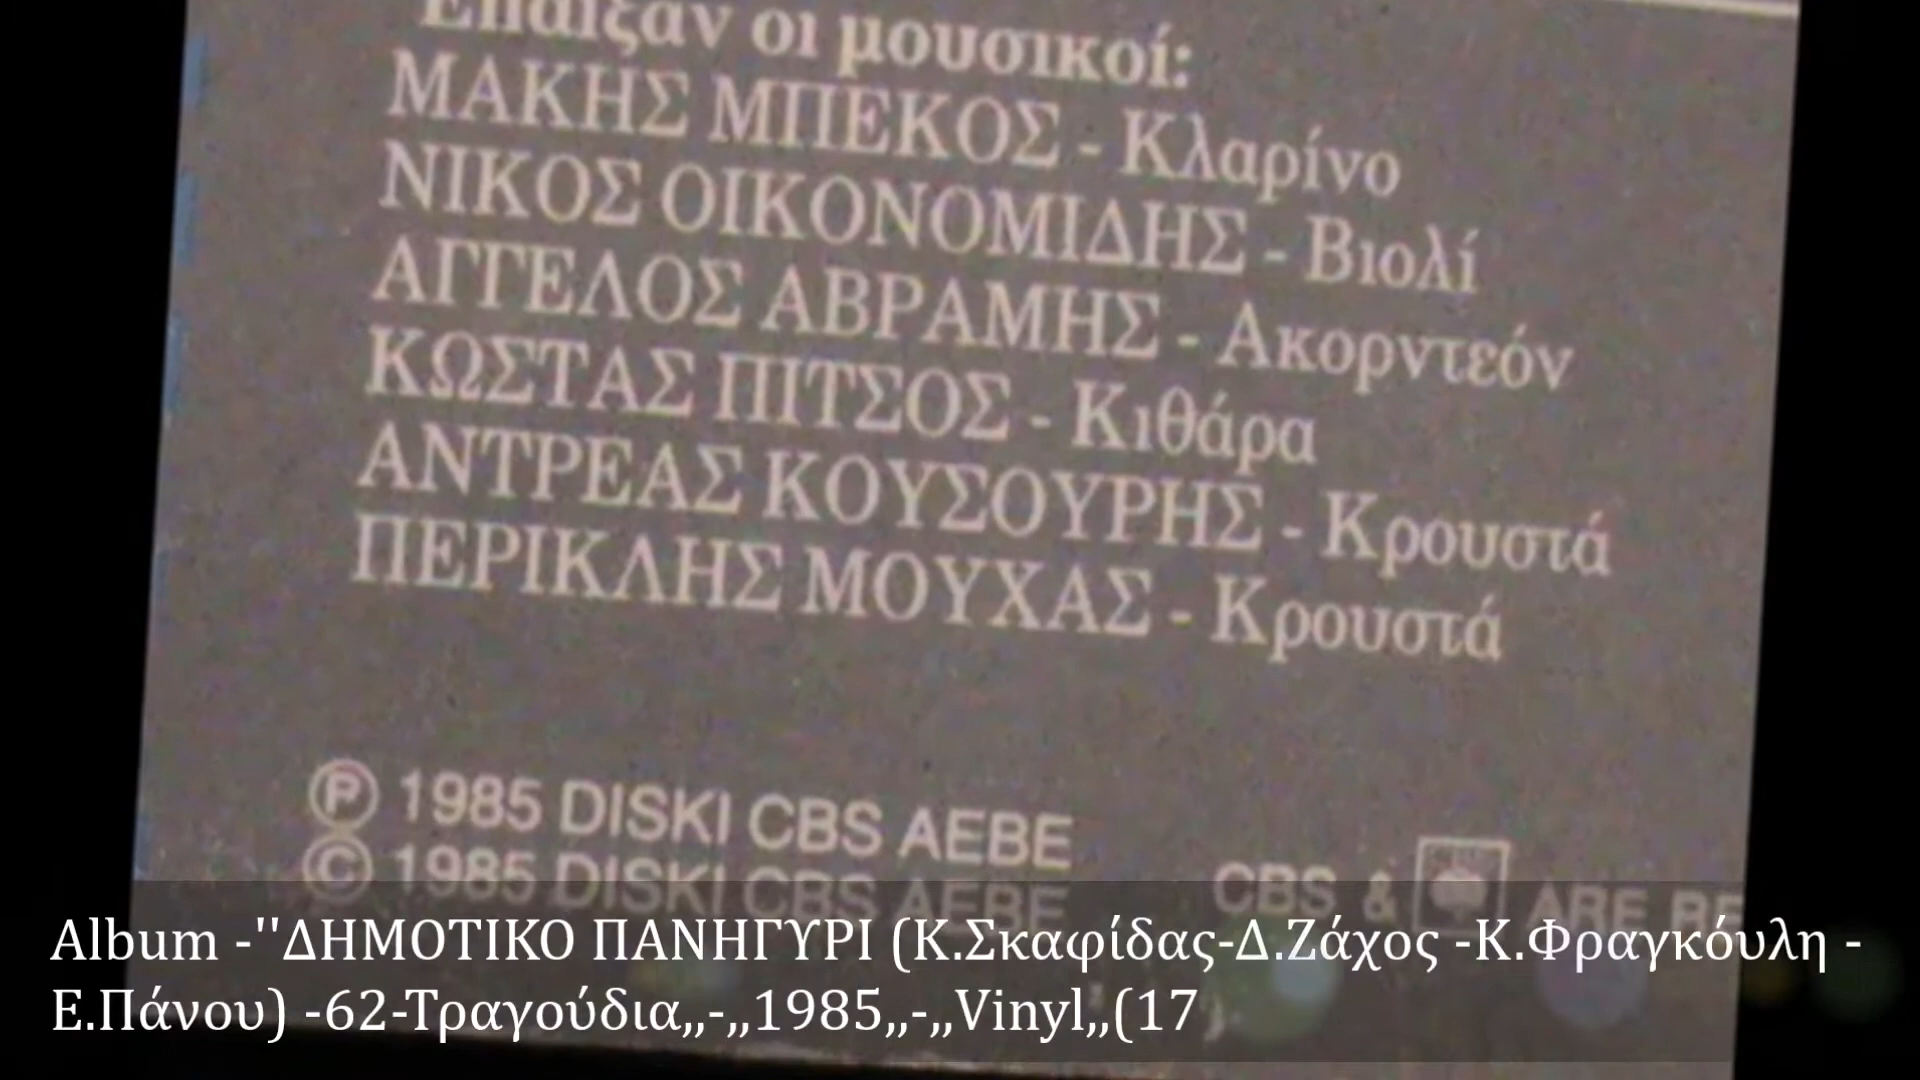 Έπαιξαν οι μουσικοί:
ΜΑΚΗΣ ΜΠΕΚΟΣ - Κλαρίνο
ΝΙΚΟΣ ΟΙΚΟΝΟΜΙΔΗΣ - Βιολί
ΑΓΓΕΛΟΣ ΑΒΡΑΜΗΣ - Ακορντεόν
ΚΩΣΤΑΣ ΠΙΤΣΟΣ - Κιθάρα
ΑΝΤΡΕΑΣ ΚΟΥΣΟΥΡΗΣ - Κρουστά
ΠΕΡΙΚΛΗΣ ΜΟΥΧΑΣ - Κρουστά
Ⓟ 1985 DISKI CBS AEBE
© 1985 DISKI CBS AEBE
CBS &
Album -''ΔΗΜΟΤΙΚΟ ΠΑΝΗΓΥΡΙ (Κ.Σκαφίδας-Δ.Ζάχος -Κ.Φραγκόυλη -
Ε.Πάνου) -62-Τραγούδια,,-,,1985,,-,,Vinyl,,(17